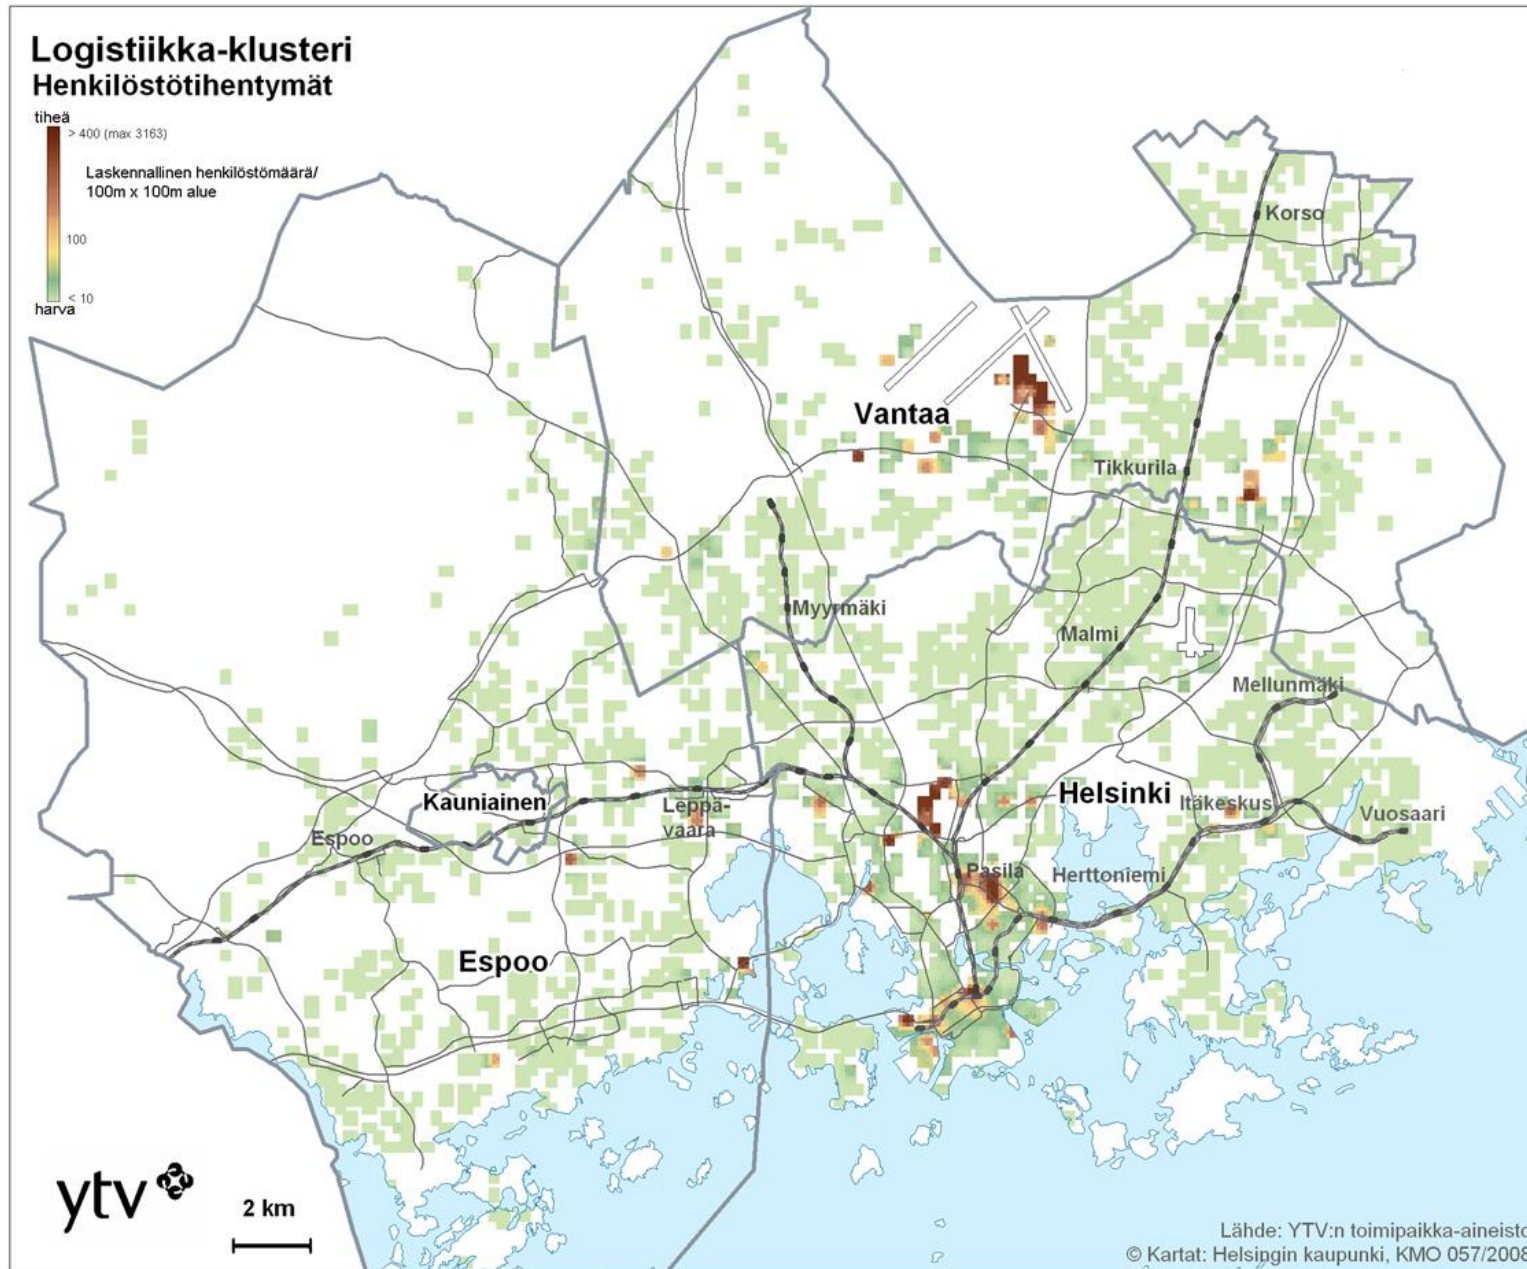 Logistiikka-klusteri
Henkilöstötihentymät
tiheä
> 400 (max 3163)
Laskennallinen henkilöstömäärä/
100m x 100m alue
100
< 10
harva
Korso
Vantaa
Tikkurila
Myyrmäki
Malmi
Mellunmäki
Helsinki
Kauniainen
Itäkeskus
Leppä-
vaara
Vuosaari
Espoo
Pasila
Herttoniemi
Espoo
ytv
2 km
Lähde: YTV:n toimipaikka-aineisto
© Kartat: Helsingin kaupunki, KMO 057/2008